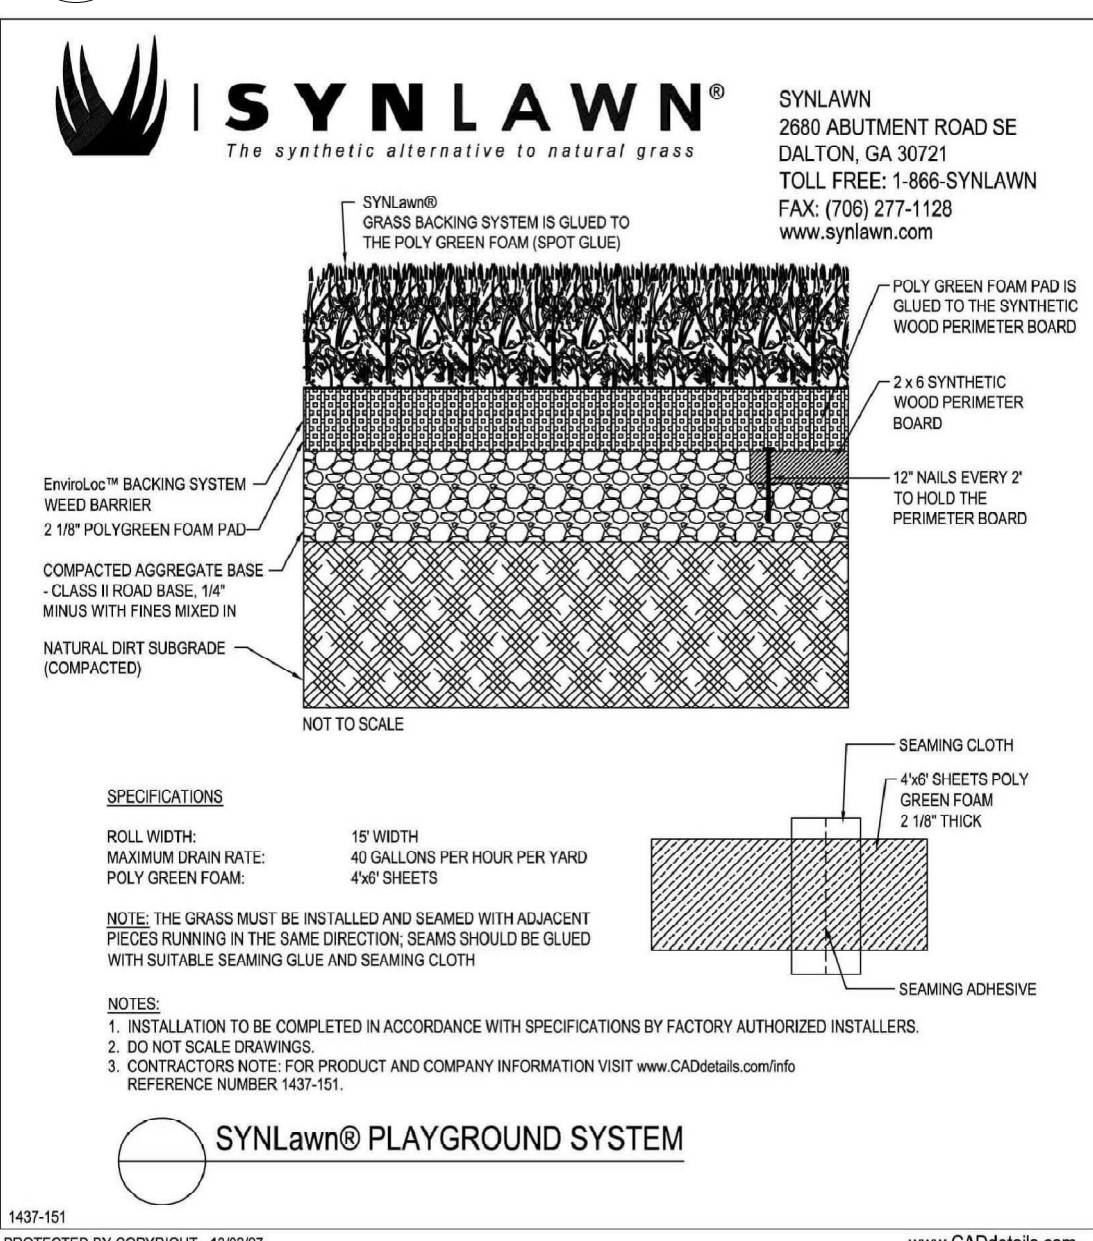 SYNLAWN®
The synthetic alternative to natural grass
SYNLAWN
2680 ABUTMENT ROAD SE
DALTON, GA 30721
TOLL FREE: 1-866-SYNLAWN
FAX: (706) 277-1128
www.synlawn.com
SYNLawn®
GRASS BACKING SYSTEM IS GLUED TO
THE POLY GREEN FOAM (SPOT GLUE)
POLY GREEN FOAM PAD IS
GLUED TO THE SYNTHETIC
WOOD PERIMETER BOARD
2 x 6 SYNTHETIC
WOOD PERIMETER
BOARD
12" NAILS EVERY 2'
TO HOLD THE
PERIMETER BOARD
EnviroLoc™ BACKING SYSTEM
WEED BARRIER
2 1/8" POLYGREEN FOAM PAD
COMPACTED AGGREGATE BASE
- CLASS II ROAD BASE, 1/4"
MINUS WITH FINES MIXED IN
NATURAL DIRT SUBGRADE
(COMPACTED)
NOT TO SCALE
SEAMING CLOTH
4'x6' SHEETS POLY
GREEN FOAM
2 1/8" THICK
SEAMING ADHESIVE
SPECIFICATIONS
ROLL WIDTH: 15' WIDTH
MAXIMUM DRAIN RATE: 40 GALLONS PER HOUR PER YARD
POLY GREEN FOAM: 4'x6' SHEETS
NOTE: THE GRASS MUST BE INSTALLED AND SEAMED WITH ADJACENT
PIECES RUNNING IN THE SAME DIRECTION; SEAMS SHOULD BE GLUED
WITH SUITABLE SEAMING GLUE AND SEAMING CLOTH
NOTES:
1. INSTALLATION TO BE COMPLETED IN ACCORDANCE WITH SPECIFICATIONS BY FACTORY AUTHORIZED INSTALLERS.
2. DO NOT SCALE DRAWINGS.
3. CONTRACTORS NOTE: FOR PRODUCT AND COMPANY INFORMATION VISIT www.CADdetails.com/info
REFERENCE NUMBER 1437-151.
SYNLawn® PLAYGROUND SYSTEM
1437-151
PROTECTED BY COPYRIGHT
www.CADdetails.com